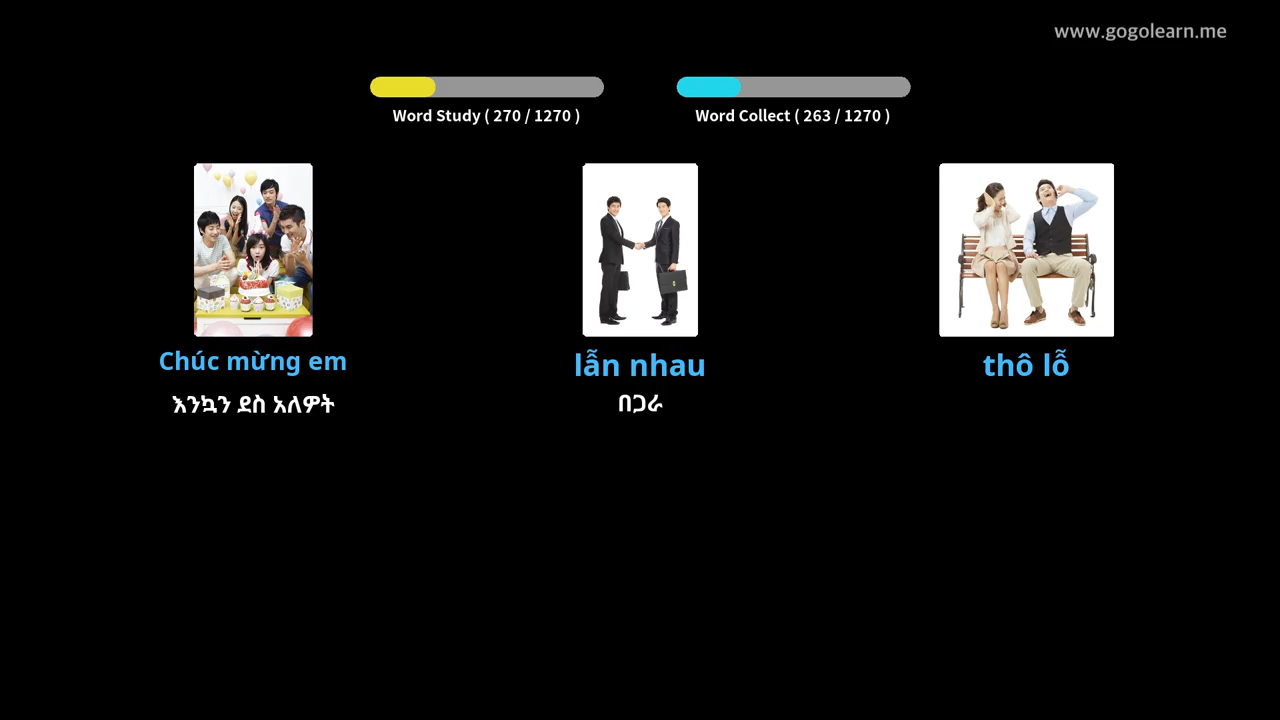 www.gogolearn.me
Word Study ( 270 / 1270 )
Word Collect ( 263 / 1270 )
Chúc mừng em
እንኳን ደስ አለዎት
lẫn nhau
በጋራ
thô lỗ